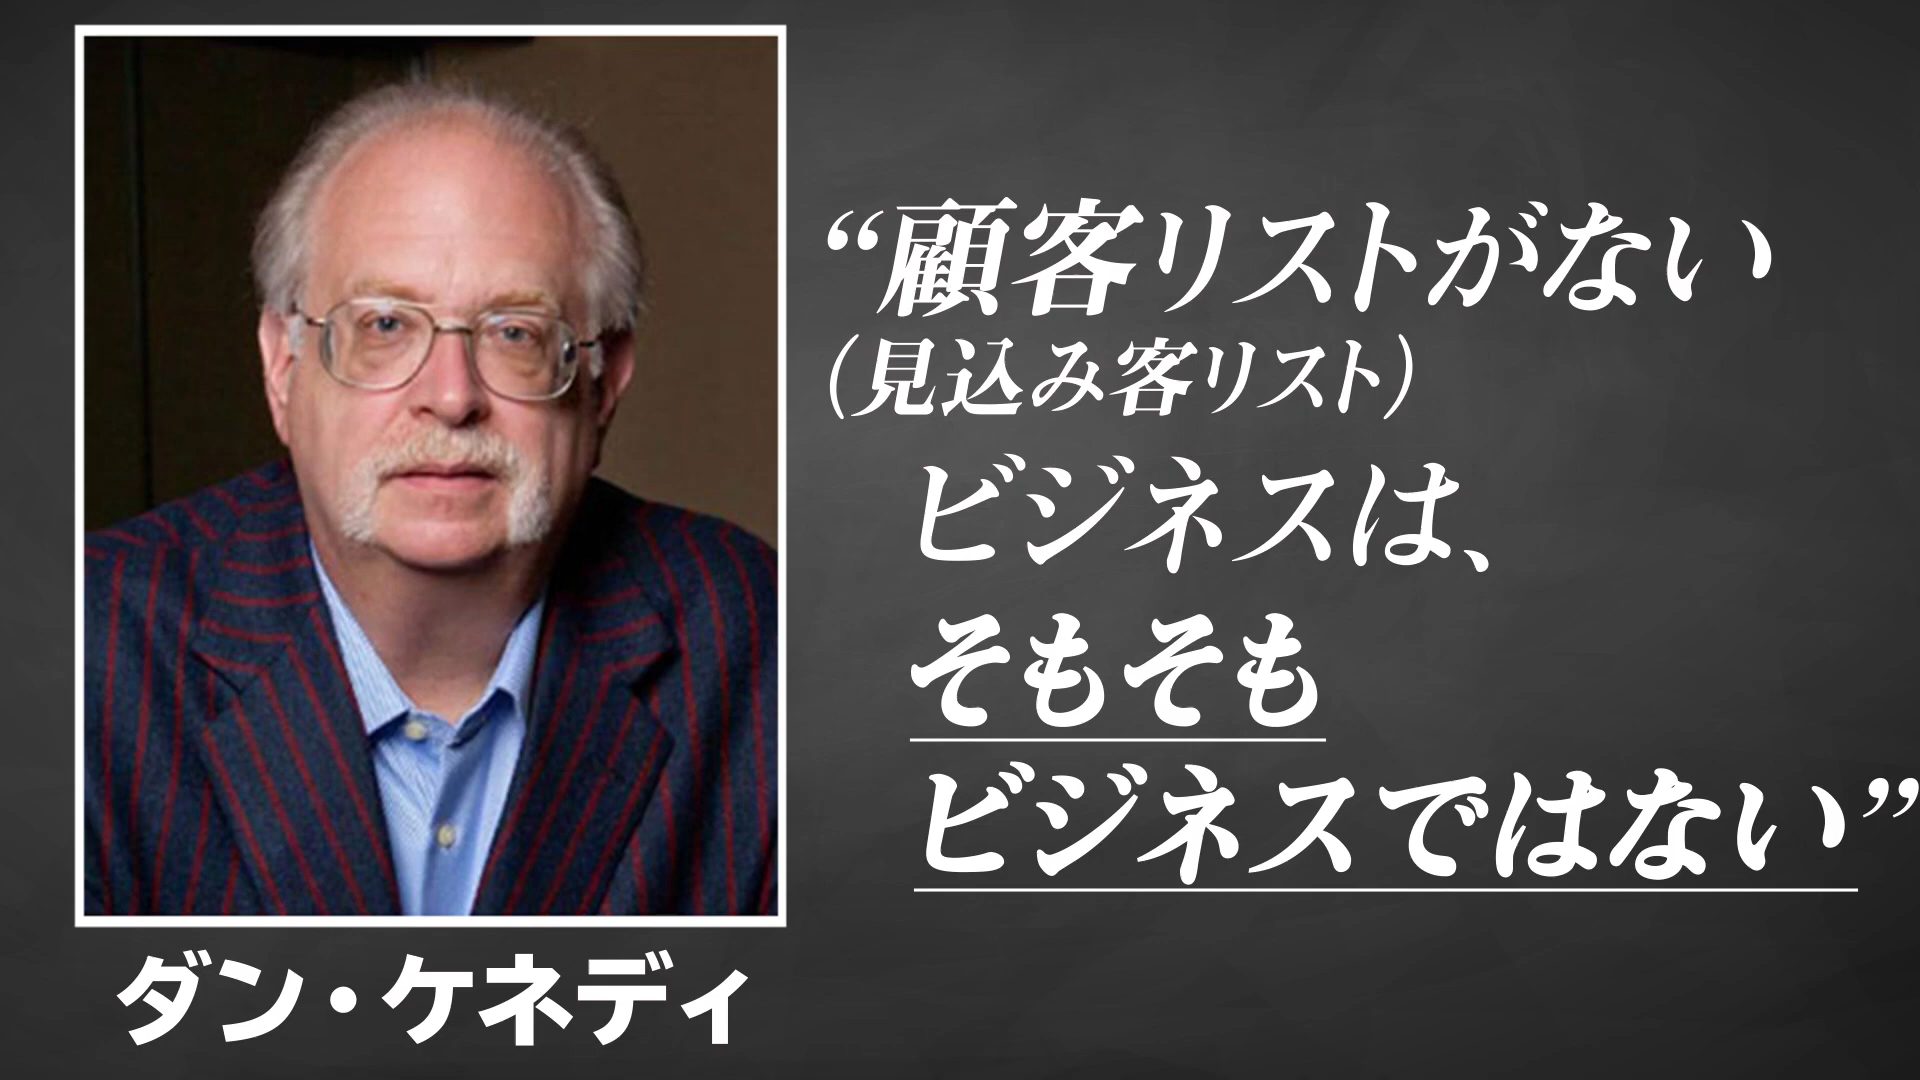 “顧客リストがない
（見込み客リスト）
ビジネスは、
そもそも
ビジネスではない”
ダン・ケネディ